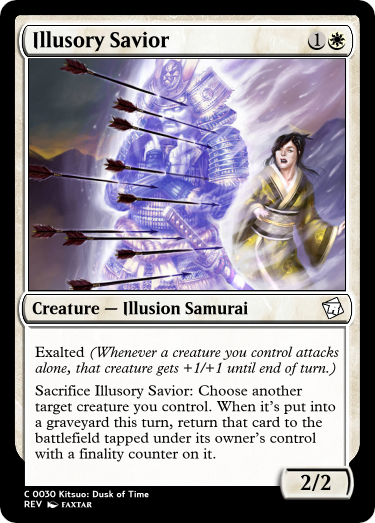 Illusory Savior 1
Creature — Illusion Samurai
Exalted (Whenever a creature you control attacks
alone, that creature gets +1/+1 until end of turn.)
Sacrifice Illusory Savior: Choose another
target creature you control. When it's put into
a graveyard this turn, return that card to the
battlefield tapped under its owner's control
with a finality counter on it.
2/2
C 0030 Kitsuo: Dusk of Time
REV FAXTAR